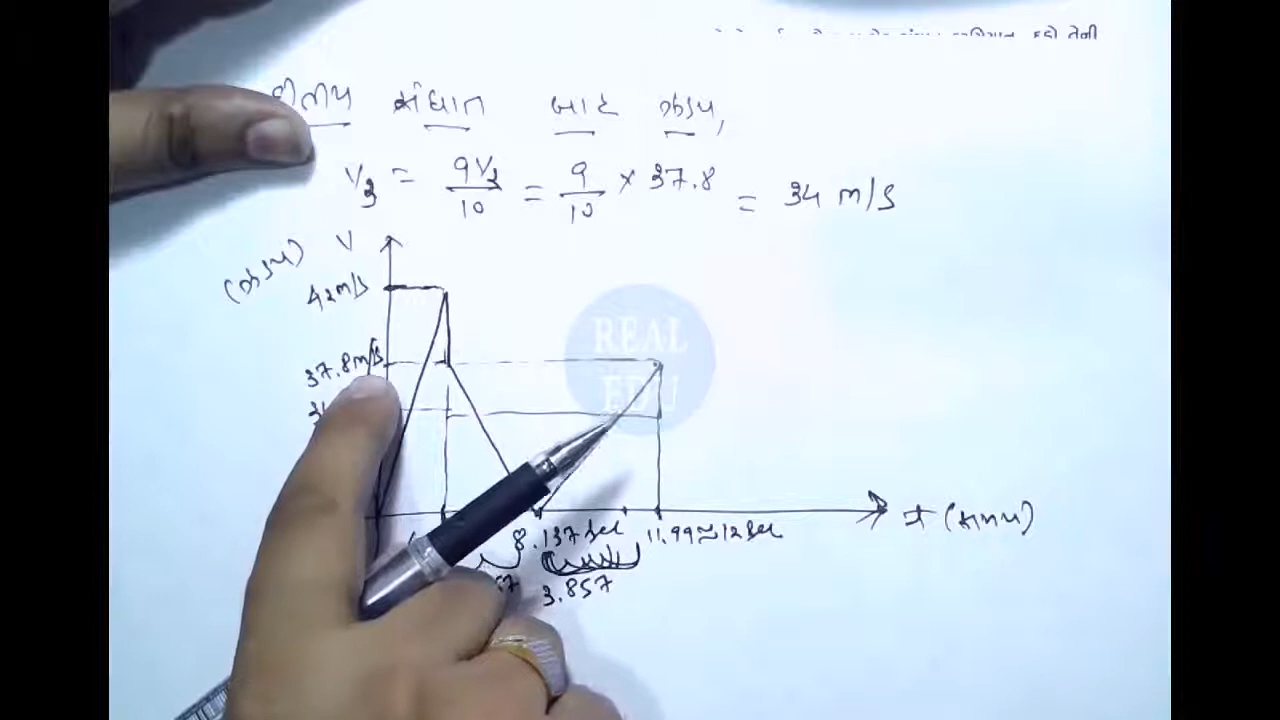 દ્વિતીય સંઘાત બાદ ઝડપ,
V₃ = 9V₂/10 = 9/10 × 37.8 = 34 m/s
(ઝડપ) V
42 m/s
REAL
37.8 m/s
EDU
8.137 sec 11.99≈12 sec t (સમય)
3.857